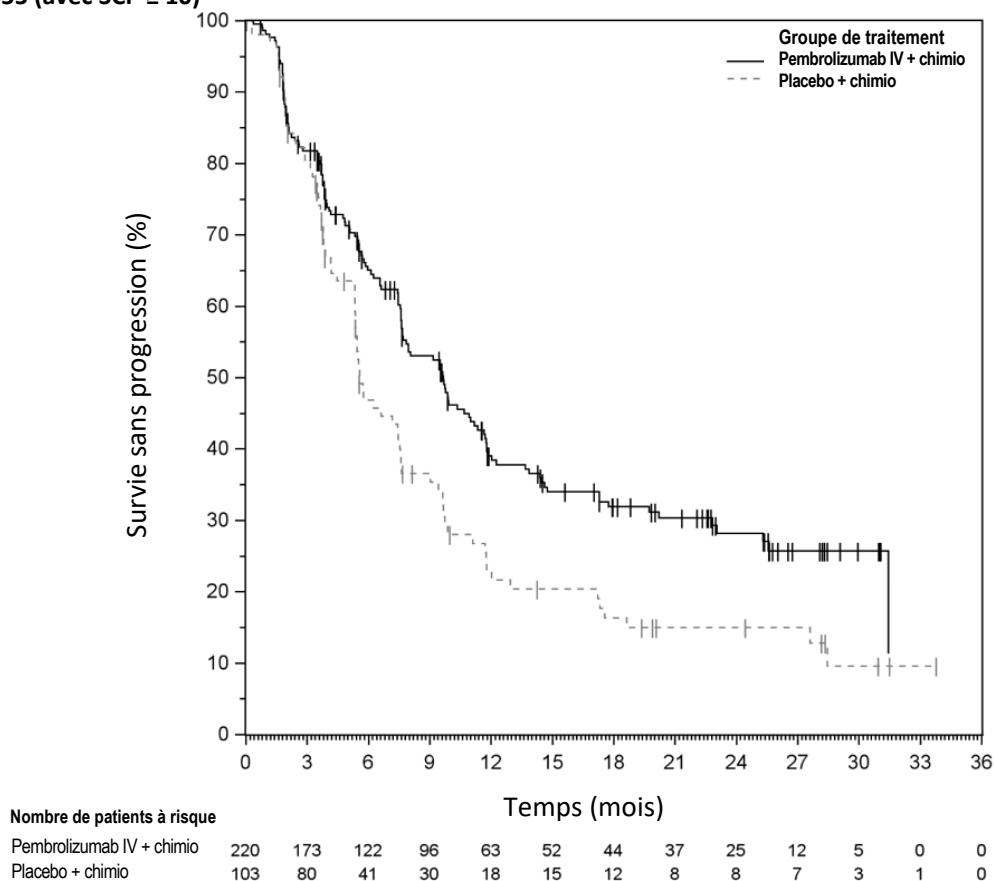 Groupe de traitement
Pembrolizumab IV + chimio
Placebo + chimio
100
90
80
70
60
50
40
30
20
10
0
Survie sans progression (%)
0 3 6 9 12 15 18 21 24 27 30 33 36
Temps (mois)
Nombre de patients à risque
Pembrolizumab IV + chimio 220 173 122 96 63 52 44 37 25 12 5 0 0
Placebo + chimio 103 80 41 30 18 15 12 8 8 7 3 1 0